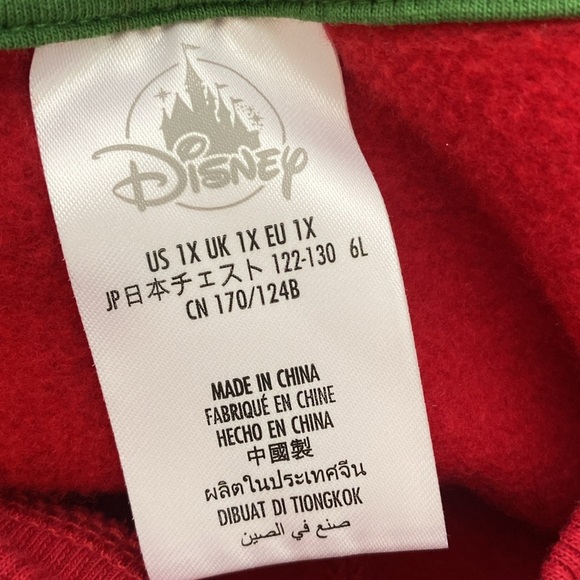 Disney
US 1X UK 1X EU 1X
JP 日本チェスト 122-130 6L
CN 170/124B
MADE IN CHINA
FABRIQUÉ EN CHINE
HECHO EN CHINA
中國製
ผลิตในประเทศจีน
DIBUAT DI TIONGKOK
صنع في الصين